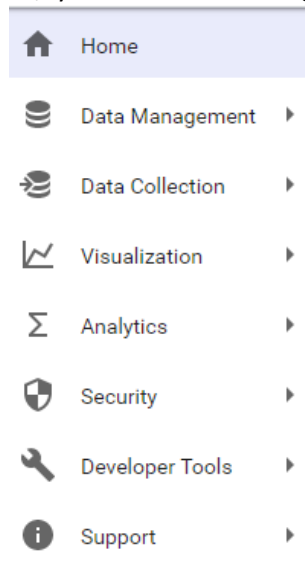 Home
Data Management
Data Collection
Visualization
Analytics
Security
Developer Tools
Support